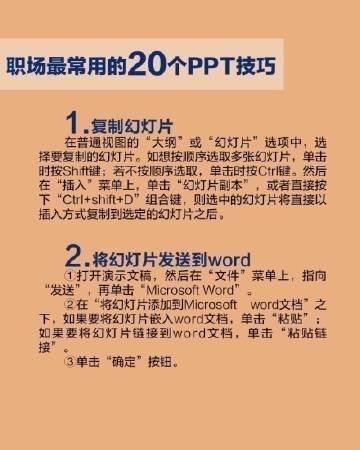 职场最常用的20个PPT技巧
1.复制幻灯片
在普通视图的“大纲”或“幻灯片”选项中，选
择要复制的幻灯片。如想按顺序选取多张幻灯片，单击
时按Shift键；若不按顺序选取，单击时按Ctrl键。然后
在“插入”菜单上，单击“幻灯片副本”，或者直接按
下“Ctrl+shift+D”组合键，则选中的幻灯片将直接以
插入方式复制到选定的幻灯片之后。
2.将幻灯片发送到word
①打开演示文稿，然后在“文件”菜单上，指向
“发送”，再单击“Microsoft Word”。
②在“将幻灯片添加到Microsoft word文档”之
下，如果要将幻灯片嵌入word文档，单击“粘贴”；
如果要将幻灯片链接到word文档，单击“粘贴链
接”。
③单击“确定”按钮。